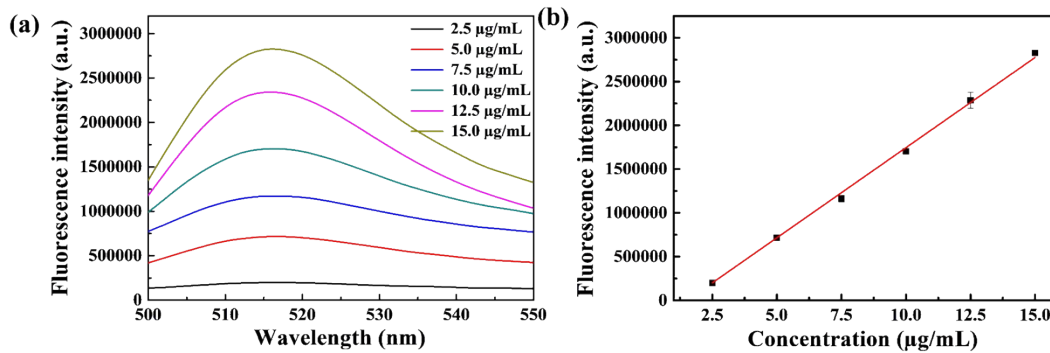 (a)
Fluorescence intensity (a.u.)
3000000
2500000
2000000
1500000
1000000
500000
0
2.5 µg/mL
5.0 µg/mL
7.5 µg/mL
10.0 µg/mL
12.5 µg/mL
15.0 µg/mL
500 510 520 530 540 550
Wavelength (nm)
(b)
Fluorescence intensity (a.u.)
3000000
2500000
2000000
1500000
1000000
500000
0
2.5 5.0 7.5 10.0 12.5 15.0
Concentration (µg/mL)